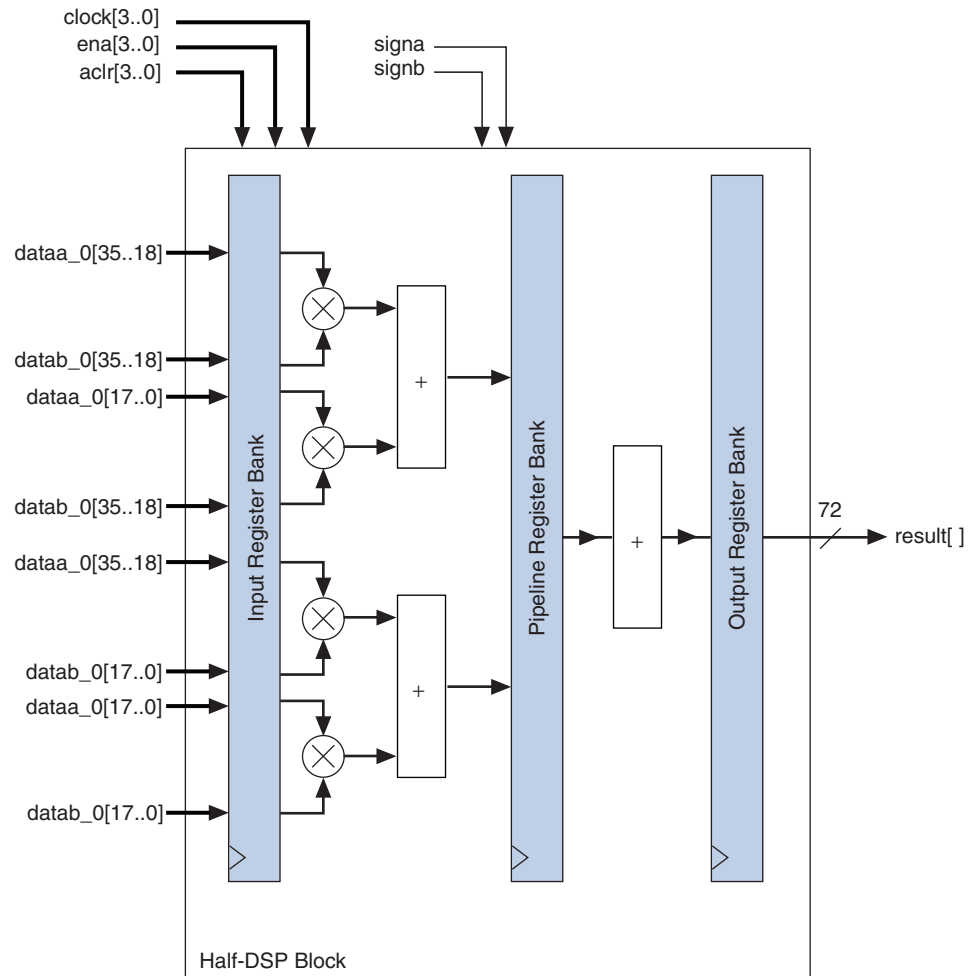 clock[3..0]
ena[3..0]
aclr[3..0]
signa
signb
dataa_0[35..18]
datab_0[35..18]
dataa_0[17..0]
datab_0[35..18]
dataa_0[35..18]
datab_0[17..0]
dataa_0[17..0]
datab_0[17..0]
Input Register Bank
+
+
Pipeline Register Bank
+
Output Register Bank
72
result[ ]
Half-DSP Block